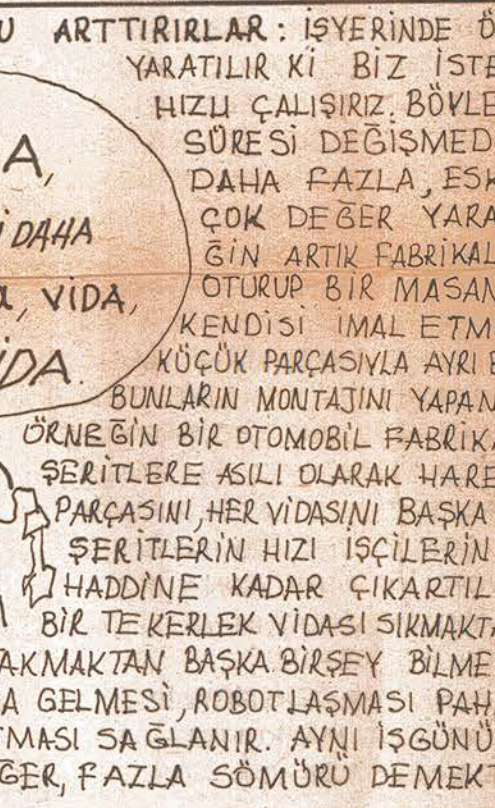 U ARTTIRIRLAR: İŞYERİNDE Ö
YARATILIR Kİ BİZ İSTE
HIZLI ÇALIŞIRIZ. BÖYLE
SÜRESİ DEĞİŞMED
DAHA FAZLA, ESK
ÇOK DEĞER YARA
ĞİN ARTIK FABRİKAL
OTURUP BİR MASAN
KENDİSİ İMAL ETM
KÜÇÜK PARÇASIYLA AYRI
BUNLARIN MONTAJINI YAPAN
ÖRNEĞİN BİR OTOMOBİL FABRİKA
ŞERİTLERE ASILI OLARAK HARE
PARÇASINI, HER VİDASINI BAŞKA
ŞERİTLERİN HIZI İŞÇİLERİN
HADDİNE KADAR ÇIKARTIL
BİR TEKERLEK VİDASI SIKMAKTA
AKMAKTAN BAŞKA BİRŞEY BİLME
A GELMESİ, ROBOTLAŞMASI PAH
TMASI SAĞLANIR. AYNI İŞGÜNÜ
ĞER, FAZLA SÖMÜRÜ DEMEK
A,
İ DAHA
A, VİDA,
İDA.